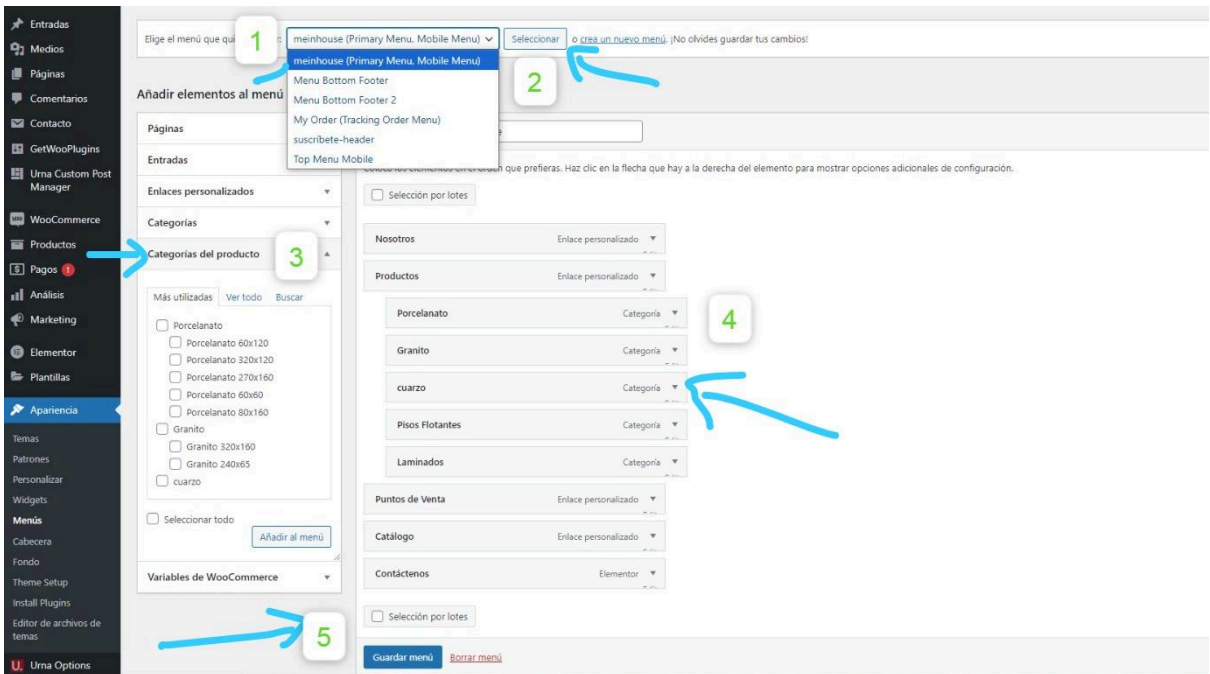 Entradas
Medios
Páginas
Comentarios
Contacto
GetWooPlugins
Urna Custom Post
Manager
WooCommerce
Productos
Pagos 1
Análisis
Marketing
Elementor
Plantillas
Apariencia
Temas
Patrones
Personalizar
Widgets
Menús
Cabecera
Fondo
Theme Setup
Install Plugins
Editor de archivos de
temas
Urna Options
Elige el menú que
1
meinhouse (Primary Menu, Mobile Menu)
Seleccionar
o crea un nuevo menú. ¡No olvides guardar tus cambios!
meinhouse (Primary Menu, Mobile Menu)
Menu Bottom Footer
Menu Bottom Footer 2
My Order (Tracking Order Menu)
suscríbete-header
Top Menu Mobile
2
Añadir elementos al menú
Páginas
Entradas
Enlaces personalizados
Categorías
Categorías del producto
3
Más utilizadas Ver todo Buscar
Porcelanato
Porcelanato 60x120
Porcelanato 320x120
Porcelanato 270x160
Porcelanato 60x60
Porcelanato 80x160
Granito
Granito 320x160
Granito 240x65
cuarzo
Seleccionar todo
Añadir al menú
Variables de WooCommerce
5
que prefieras. Haz clic en la flecha que hay a la derecha del elemento para mostrar opciones adicionales de configuración.
Selección por lotes
Nosotros Enlace personalizado
Productos Enlace personalizado
Porcelanato Categoría
4
Granito Categoría
cuarzo Categoría
Pisos Flotantes Categoría
Laminados Categoría
Puntos de Venta Enlace personalizado
Catálogo Enlace personalizado
Contáctenos Elementor
Selección por lotes
Guardar menú Borrar menú